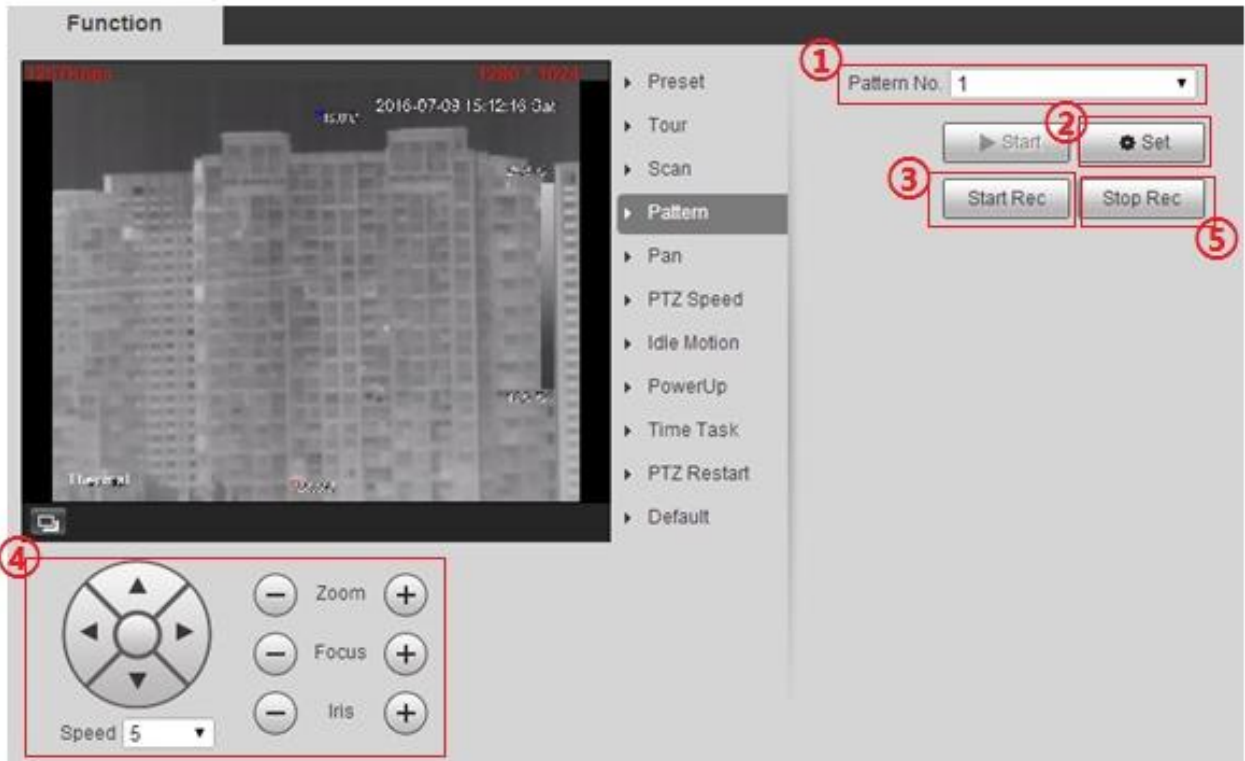 Function
2016-07-09 15:12:16 Sat
Thermal
Preset
Tour
Scan
Pattern
Pan
PTZ Speed
Idle Motion
PowerUp
Time Task
PTZ Restart
Default
①
Pattern No. 1
②
Start Set
③
Start Rec Stop Rec
⑤
④
Zoom
Focus
Iris
Speed 5